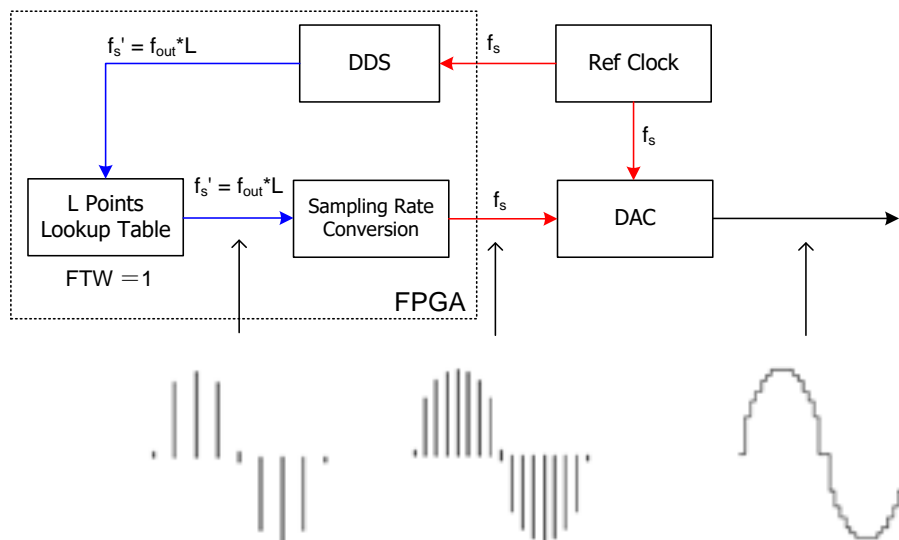 fs' = fout*L
DDS
fs
Ref Clock
fs
L Points
Lookup Table
fs' = fout*L
Sampling Rate
Conversion
fs
DAC
FTW＝1
FPGA